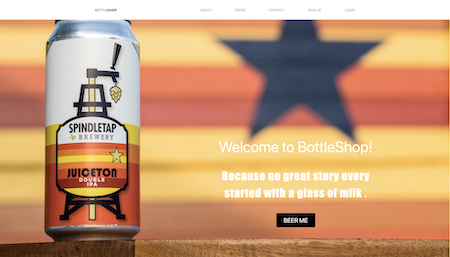 BOTTLESHOP
ABOUT
BEERS
CONTACT
SIGN UP
LOGIN
SPINDLETAP
BREWERY
JUICETON
DOUBLE
IPA
Welcome to BottleShop!
Because no great story every
started with a glass of milk .
BEER ME